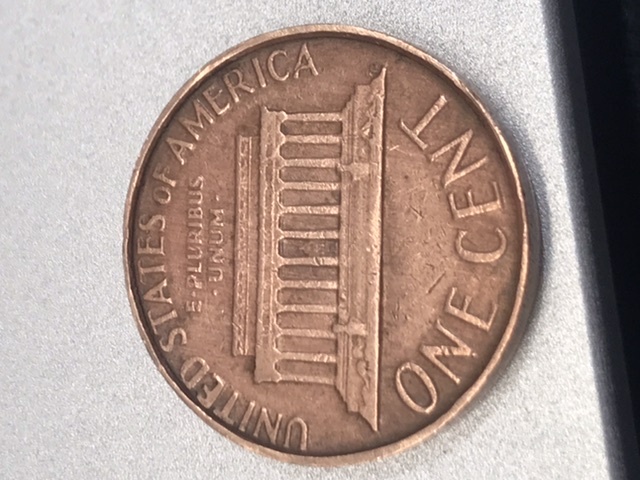 UNITED STATES OF AMERICA
E·PLURIBUS
·UNUM·
ONE CENT